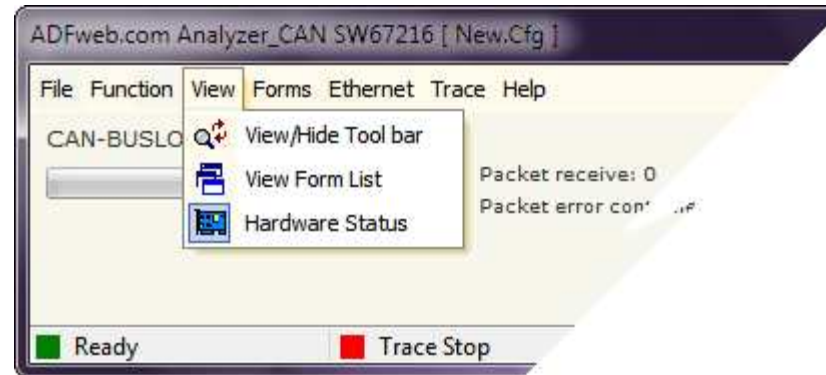 ADFweb.com Analyzer_CAN SW67216 [ New.Cfg ]
File Function View Forms Ethernet Trace Help
CAN-BUSLO
View/Hide Tool bar
View Form List
Hardware Status
Packet receive: 0
Packet error
Ready
Trace Stop